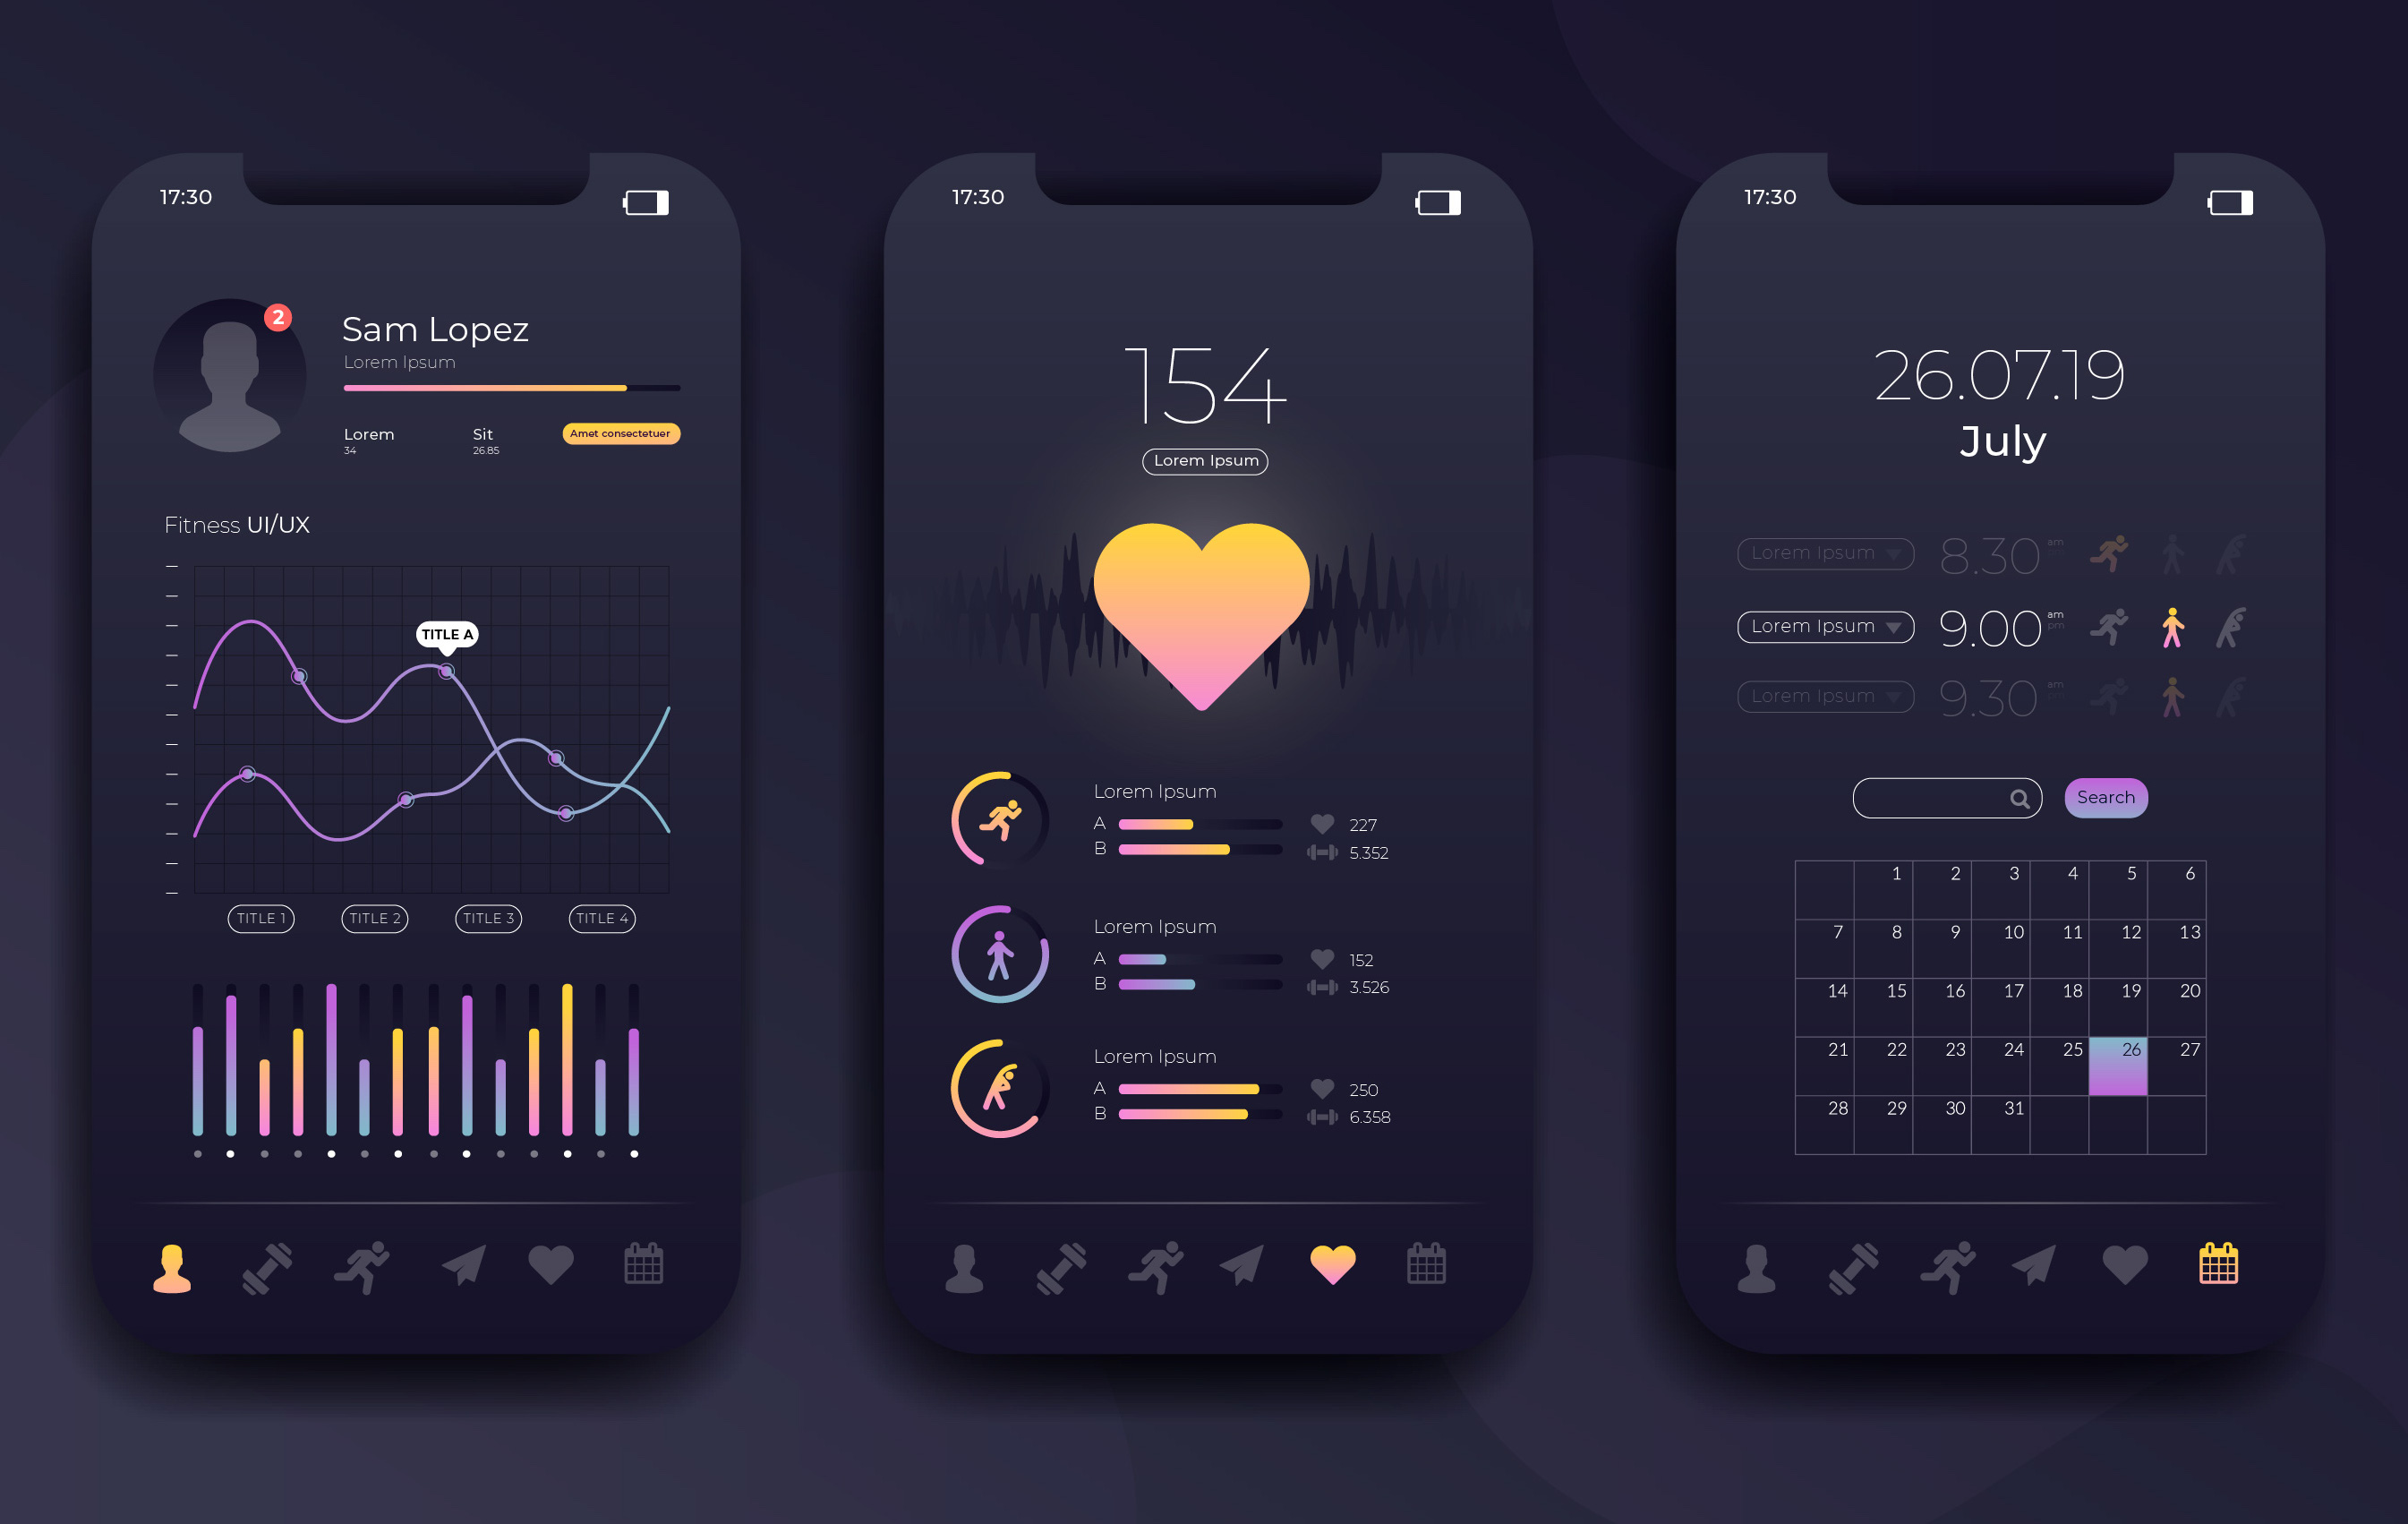 17:30
2
Sam Lopez
Lorem Ipsum
Lorem Sit Amet consectetuer
34 26.85
Fitness UI/UX
TITLE A
TITLE 1 TITLE 2 TITLE 3 TITLE 4
17:30
154
Lorem Ipsum
Lorem Ipsum
A 227
B 5.352
Lorem Ipsum
A 152
B 3.526
Lorem Ipsum
A 250
B 6.358
17:30
26.07.19
July
Lorem Ipsum 8.30 am
Lorem Ipsum 9.00 am
pm
Lorem Ipsum 9.30 am
Search
1 2 3 4 5 6
7 8 9 10 11 12 13
14 15 16 17 18 19 20
21 22 23 24 25 26 27
28 29 30 31